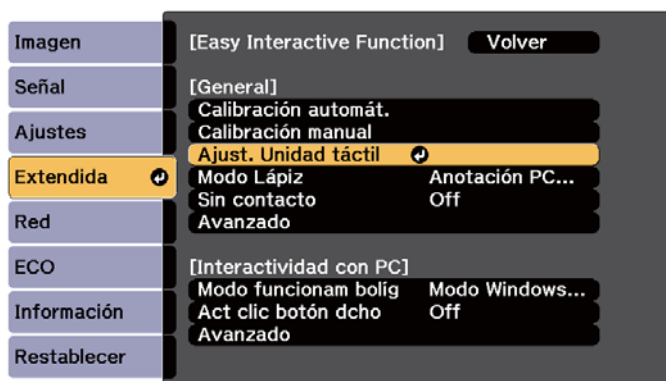 Imagen
Señal
Ajustes
Extendida
Red
ECO
Información
Restablecer
[Easy Interactive Function] Volver
[General]
Calibración automát.
Calibración manual
Ajust. Unidad táctil
Modo Lápiz Anotación PC...
Sin contacto Off
Avanzado
[Interactividad con PC]
Modo funcionam bolíg Modo Windows...
Act clic botón dcho Off
Avanzado